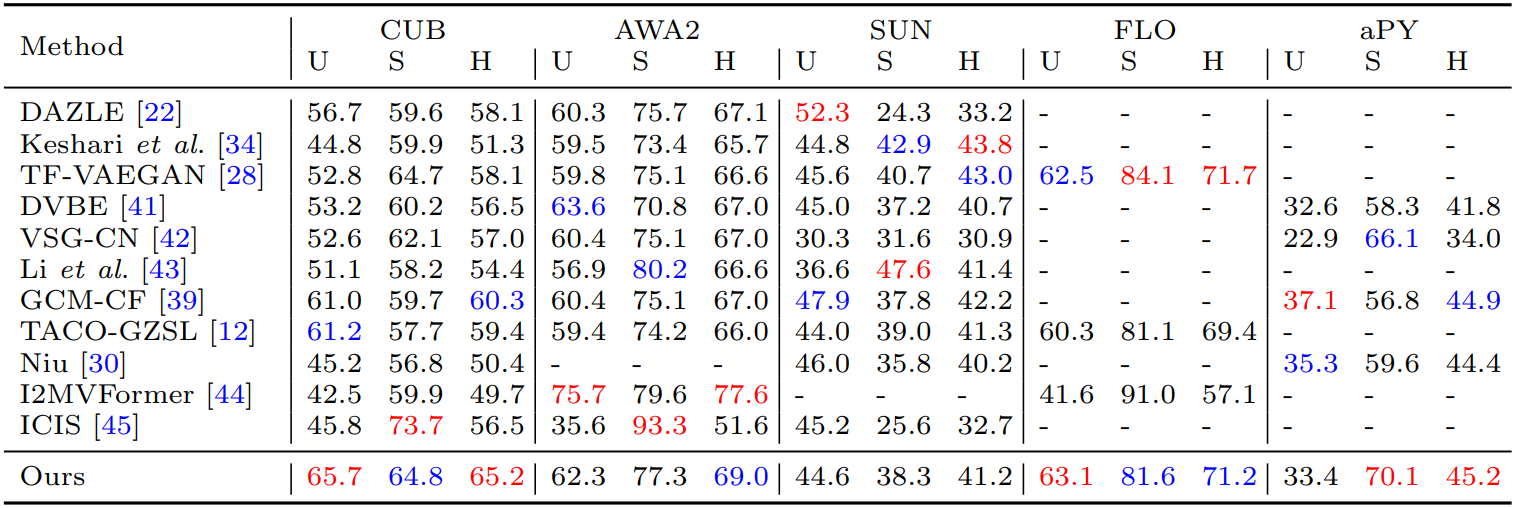 Method CUB AWA2 SUN FLO aPY
U S H U S H U S H U S H U S H
DAZLE [22] 56.7 59.6 58.1 60.3 75.7 67.1 52.3 24.3 33.2 - - - - - -
Keshari et al. [34] 44.8 59.9 51.3 59.5 73.4 65.7 44.8 42.9 43.8 - - - - - -
TF-VAEGAN [28] 52.8 64.7 58.1 59.8 75.1 66.6 45.6 40.7 43.0 62.5 84.1 71.7 - - -
DVBE [41] 53.2 60.2 56.5 63.6 70.8 67.0 45.0 37.2 40.7 - - - 32.6 58.3 41.8
VSG-CN [42] 52.6 62.1 57.0 60.4 75.1 67.0 30.3 31.6 30.9 - - - 22.9 66.1 34.0
Li et al. [43] 51.1 58.2 54.4 56.9 80.2 66.6 36.6 47.6 41.4 - - - - - -
GCM-CF [39] 61.0 59.7 60.3 60.4 75.1 67.0 47.9 37.8 42.2 - - - 37.1 56.8 44.9
TACO-GZSL [12] 61.2 57.7 59.4 59.4 74.2 66.0 44.0 39.0 41.3 60.3 81.1 69.4 - - -
Niu [30] 45.2 56.8 50.4 - - - 46.0 35.8 40.2 - - - 35.3 59.6 44.4
I2MVFormer [44] 42.5 59.9 49.7 75.7 79.6 77.6 - - - 41.6 91.0 57.1 - - -
ICIS [45] 45.8 73.7 56.5 35.6 93.3 51.6 45.2 25.6 32.7 - - - - - -
Ours 65.7 64.8 65.2 62.3 77.3 69.0 44.6 38.3 41.2 63.1 81.6 71.2 33.4 70.1 45.2